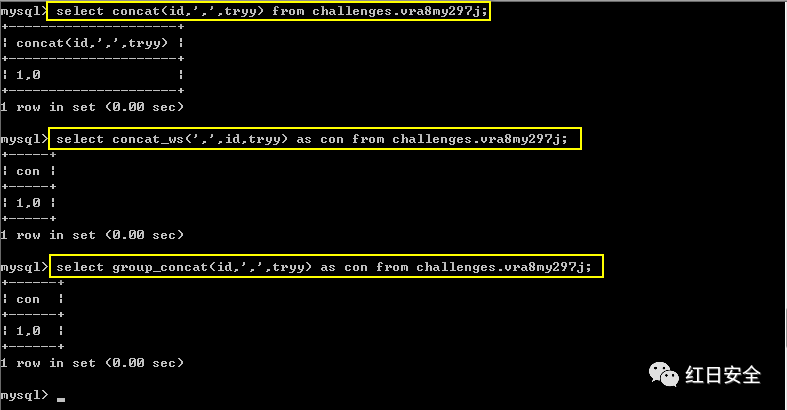 mysql> select concat(id,',',tryy) from challenges.vra8my297j;
+---------------------+
| concat(id,',',tryy) |
+---------------------+
| 1,0                 |
+---------------------+
1 row in set (0.00 sec)
mysql> select concat_ws(',',id,tryy) as con from challenges.vra8my297j;
+-----+
| con |
+-----+
| 1,0 |
+-----+
1 row in set (0.00 sec)
mysql> select group_concat(id,',',tryy) as con from challenges.vra8my297j;
+------+
| con  |
+------+
| 1,0  |
+------+
1 row in set (0.00 sec)
mysql> _
红日安全